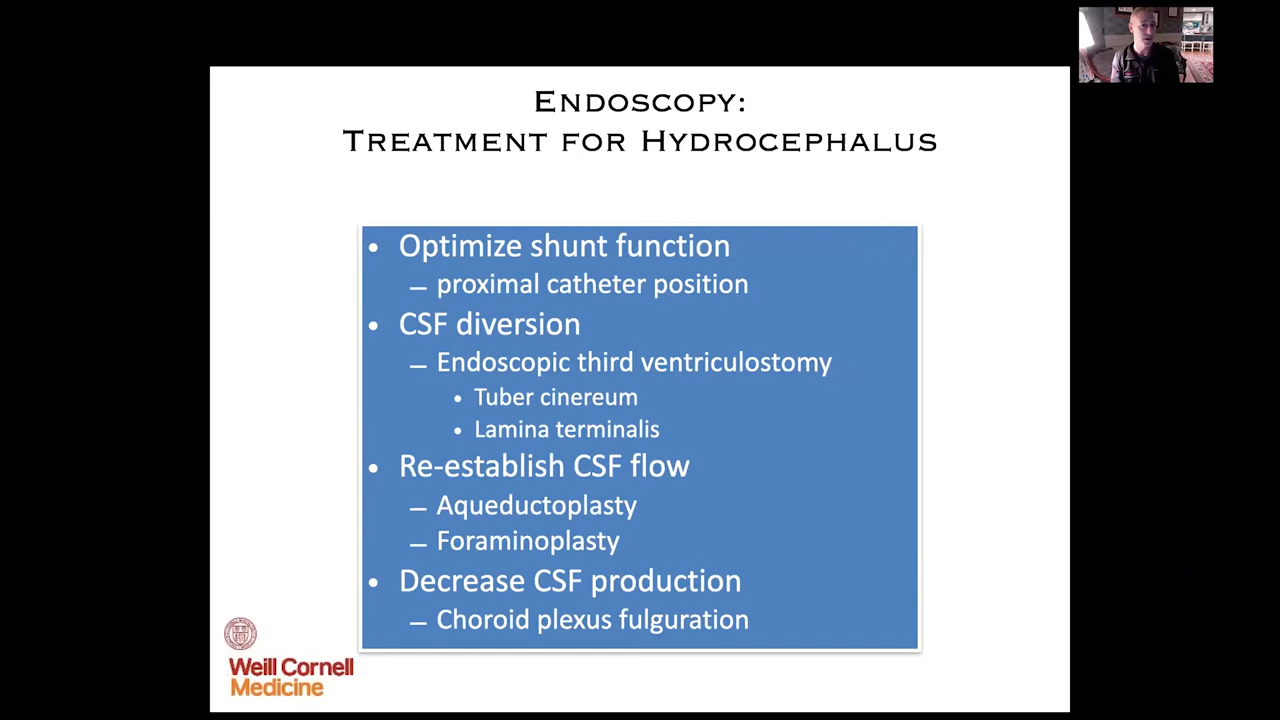 ENDOSCOPY:
TREATMENT FOR HYDROCEPHALUS
• Optimize shunt function
– proximal catheter position
• CSF diversion
– Endoscopic third ventriculostomy
• Tuber cinereum
• Lamina terminalis
• Re-establish CSF flow
– Aqueductoplasty
– Foraminoplasty
• Decrease CSF production
– Choroid plexus fulguration
Weill Cornell
Medicine